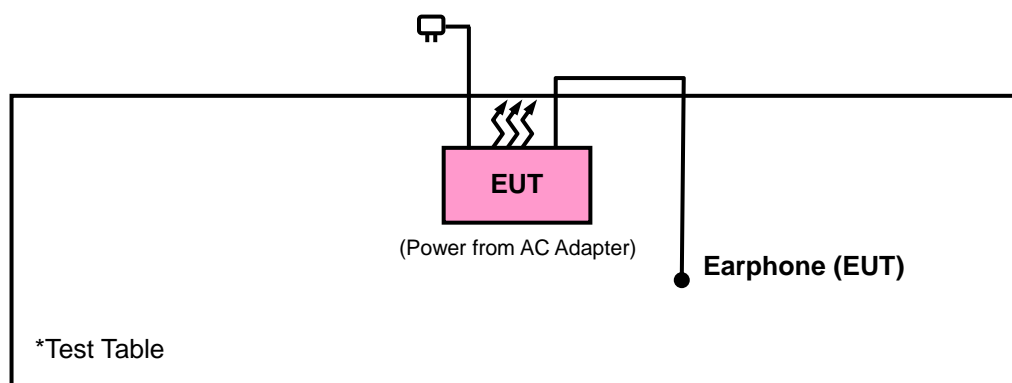 EUT
(Power from AC Adapter)
Earphone (EUT)
*Test Table